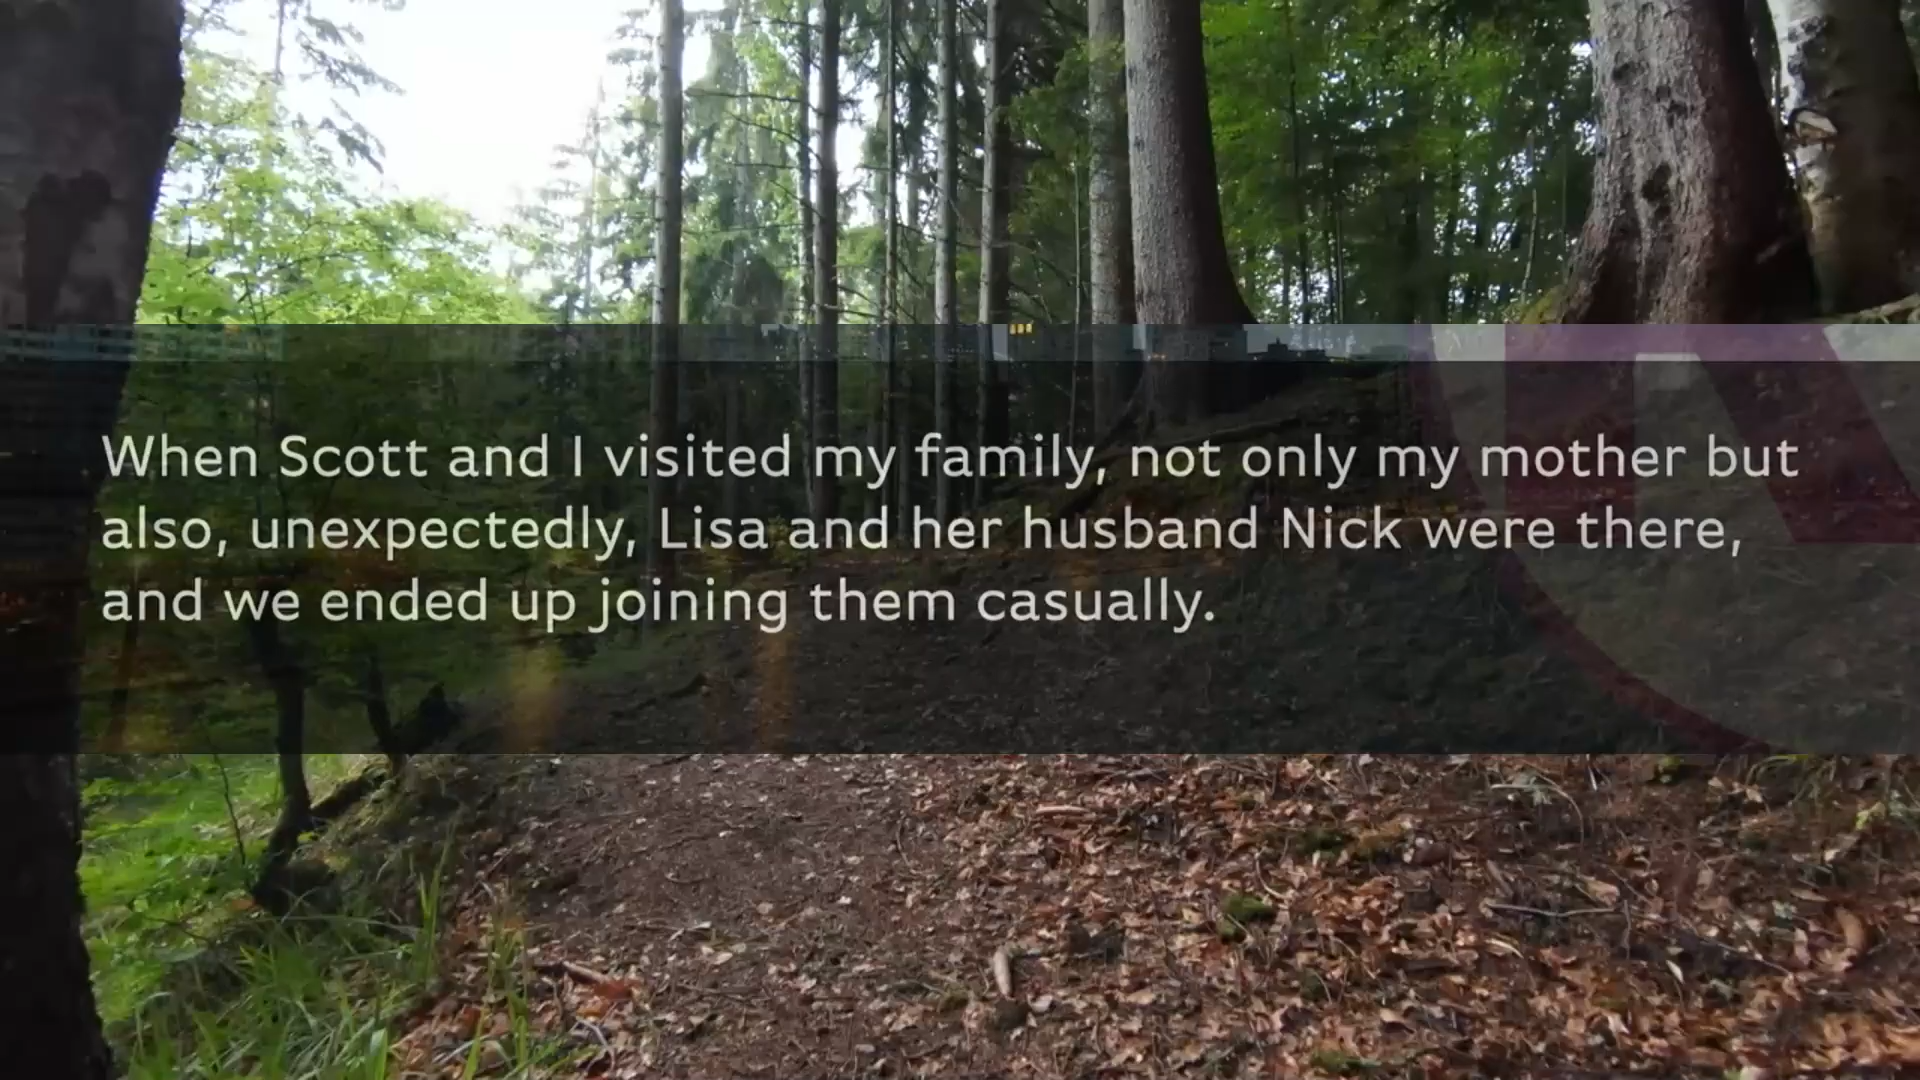 When Scott and I visited my family, not only my mother but
also, unexpectedly, Lisa and her husband Nick were there,
and we ended up joining them casually.